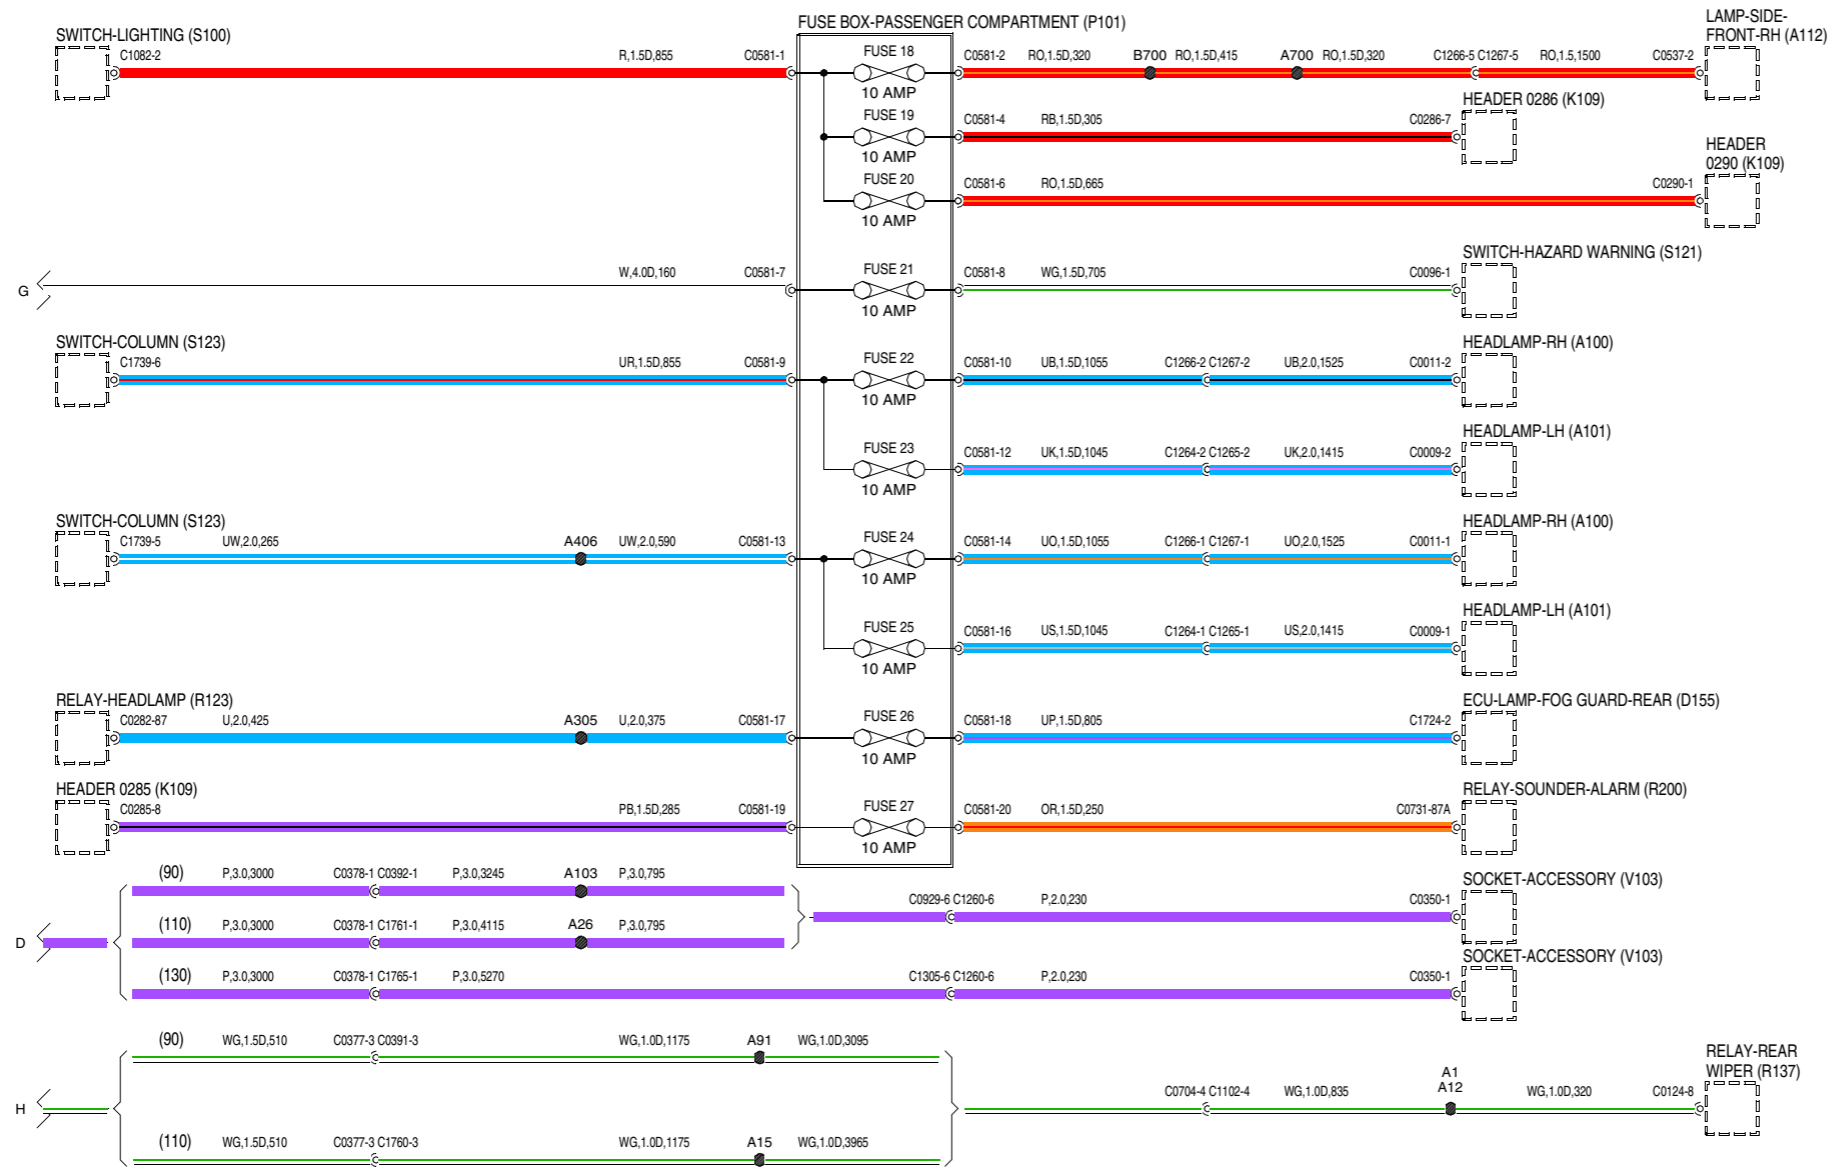 FUSE BOX-PASSENGER COMPARTMENT (P101)
SWITCH-LIGHTING (S100)
LAMP-SIDE-
FRONT-RH (A112)
C1082-2 R,1.5D,855 C0581-1 FUSE 18 10 AMP C0581-2 RO,1.5D,320 B700 RO,1.5D,415 A700 RO,1.5D,320 C1266-5 C1267-5 RO,1.5,1500 C0537-2
HEADER 0286 (K109)
FUSE 19 10 AMP C0581-4 RB,1.5D,305 C0286-7
HEADER
0290 (K109)
FUSE 20 10 AMP C0581-6 RO,1.5D,665 C0290-1
SWITCH-HAZARD WARNING (S121)
G W,4.0D,160 C0581-7 FUSE 21 10 AMP C0581-8 WG,1.5D,705 C0096-1
SWITCH-COLUMN (S123)
HEADLAMP-RH (A100)
C1739-6 UR,1.5D,855 C0581-9 FUSE 22 10 AMP C0581-10 UB,1.5D,1055 C1266-2 C1267-2 UB,2.0,1525 C0011-2
HEADLAMP-LH (A101)
FUSE 23 10 AMP C0581-12 UK,1.5D,1045 C1264-2 C1265-2 UK,2.0,1415 C0009-2
SWITCH-COLUMN (S123)
HEADLAMP-RH (A100)
C1739-5 UW,2.0,265 A406 UW,2.0,590 C0581-13 FUSE 24 10 AMP C0581-14 UO,1.5D,1055 C1266-1 C1267-1 UO,2.0,1525 C0011-1
HEADLAMP-LH (A101)
FUSE 25 10 AMP C0581-16 US,1.5D,1045 C1264-1 C1265-1 US,2.0,1415 C0009-1
RELAY-HEADLAMP (R123)
ECU-LAMP-FOG GUARD-REAR (D155)
C0282-87 U,2.0,425 A305 U,2.0,375 C0581-17 FUSE 26 10 AMP C0581-18 UP,1.5D,805 C1724-2
HEADER 0285 (K109)
RELAY-SOUNDER-ALARM (R200)
C0285-8 PB,1.5D,285 C0581-19 FUSE 27 10 AMP C0581-20 OR,1.5D,250 C0731-87A
(90) P,3.0,3000 C0378-1 C0392-1 P,3.0,3245 A103 P,3.0,795
SOCKET-ACCESSORY (V103)
C0929-6 C1260-6 P,2.0,230 C0350-1
D (110) P,3.0,3000 C0378-1 C1761-1 P,3.0,4115 A26 P,3.0,795
SOCKET-ACCESSORY (V103)
(130) P,3.0,3000 C0378-1 C1765-1 P,3.0,5270 C1305-6 C1260-6 P,2.0,230 C0350-1
(90) WG,1.5D,510 C0377-3 C0391-3 WG,1.0D,1175 A91 WG,1.0D,3095
RELAY-REAR
WIPER (R137)
H C0704-4 C1102-4 WG,1.0D,835 A1 A12 WG,1.0D,320 C0124-8
(110) WG,1.5D,510 C0377-3 C1760-3 WG,1.0D,1175 A15 WG,1.0D,3965